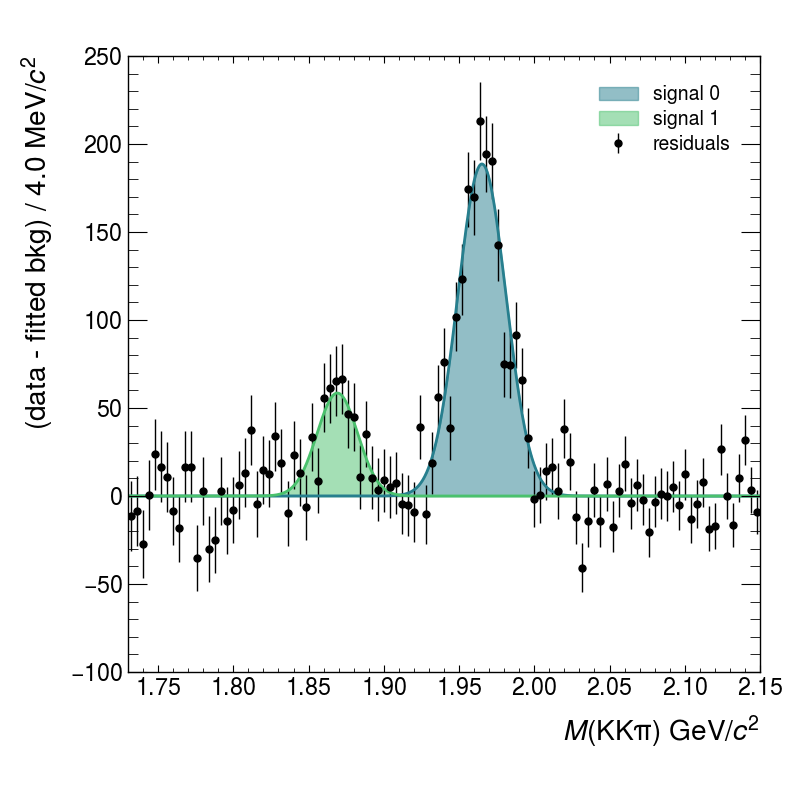 (data - fitted bkg) / 4.0 MeV/c²
250
200
150
100
50
0
−50
−100
signal 0
signal 1
residuals
1.75 1.80 1.85 1.90 1.95 2.00 2.05 2.10 2.15
M(KKπ) GeV/c²